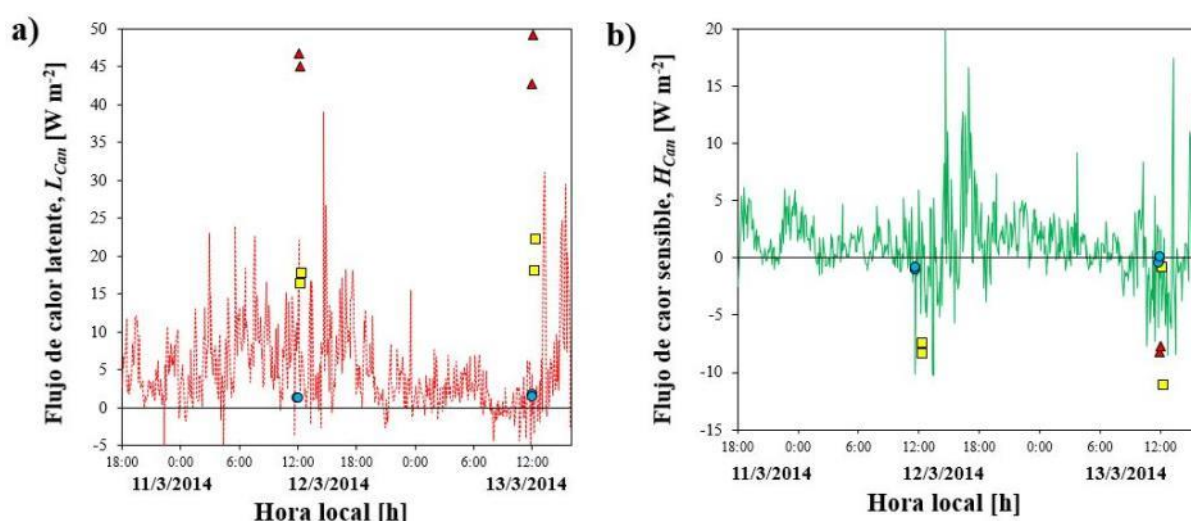 a)
Flujo de calor latente, L_Can [W m-2]
50
45
40
35
30
25
20
15
10
5
0
-5
18:00 0:00 6:00 12:00 18:00 0:00 6:00 12:00
11/3/2014 12/3/2014 13/3/2014
Hora local [h]
b)
Flujo de caor sensible, H_Can [W m-2]
20
15
10
5
0
-5
-10
-15
18:00 0:00 6:00 12:00 18:00 0:00 6:00 12:00
11/3/2014 12/3/2014 13/3/2014
Hora local [h]